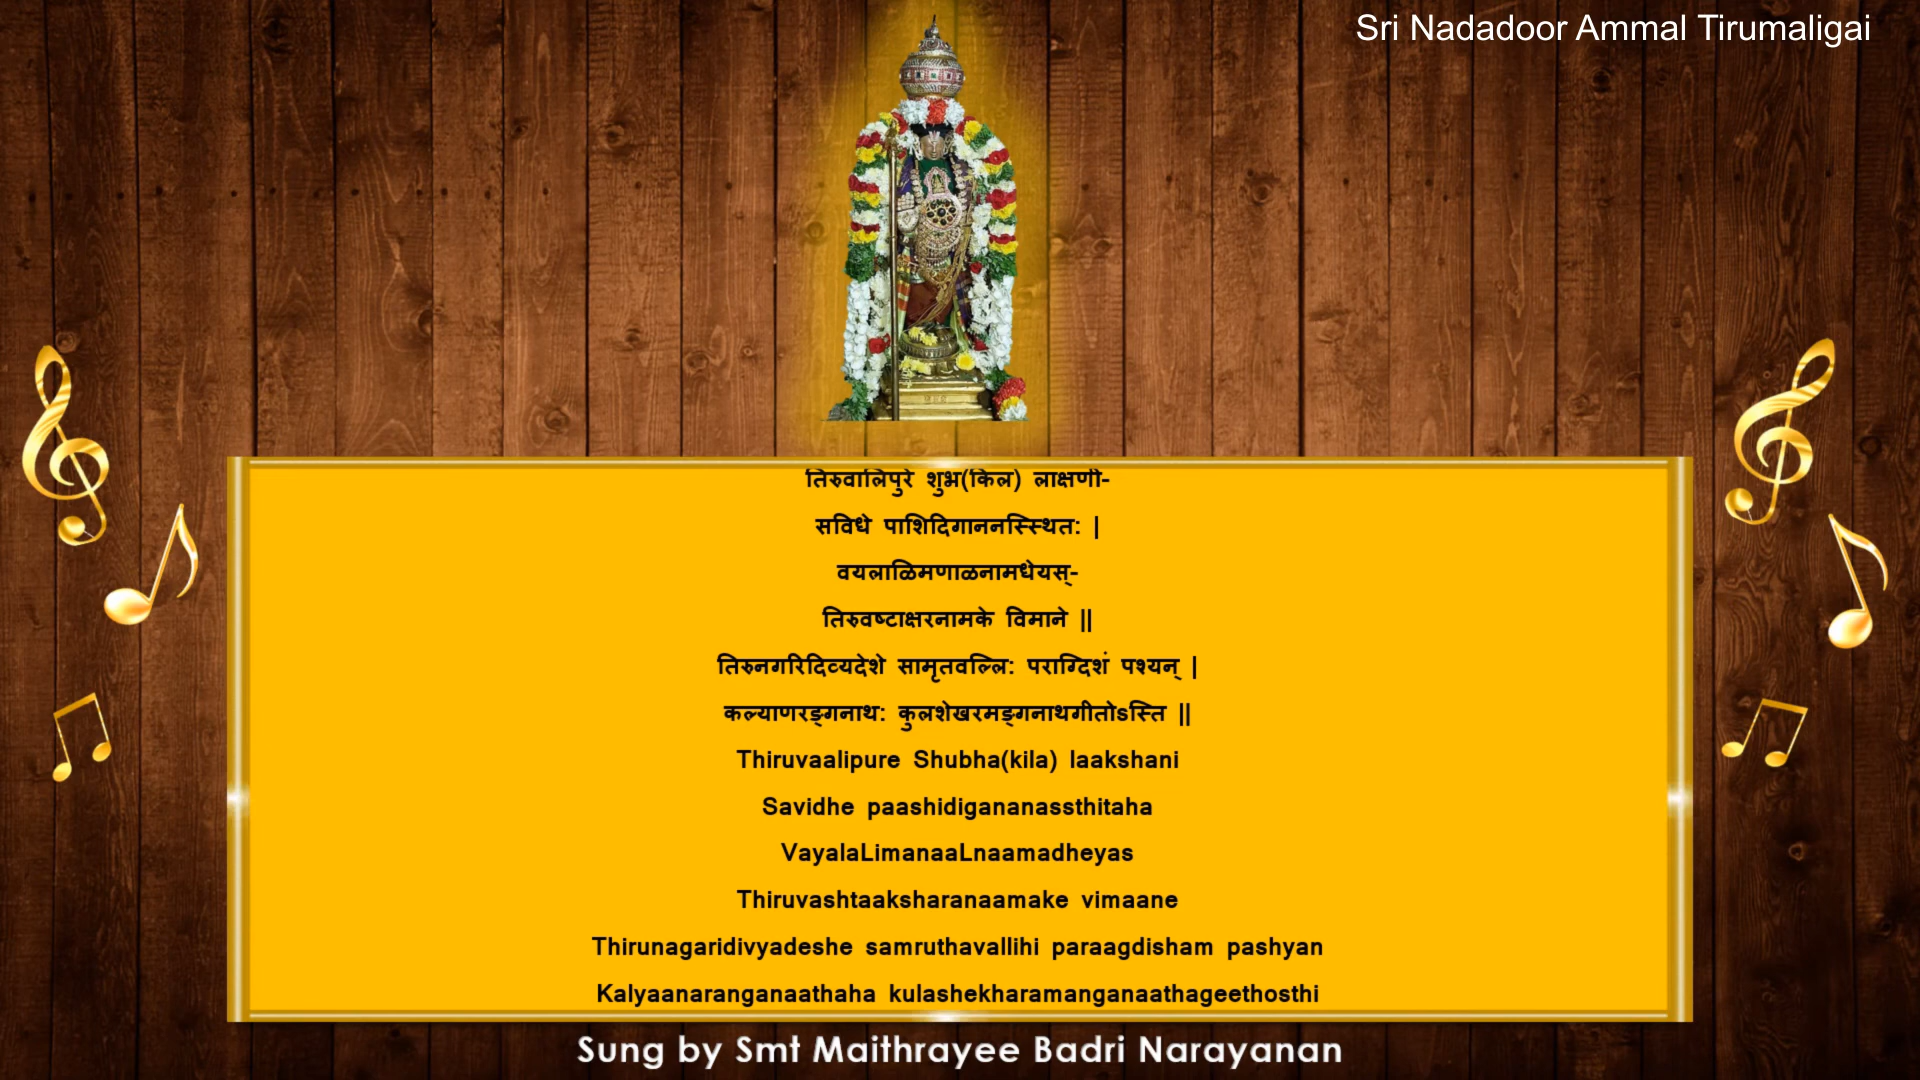 Sri Nadadoor Ammal Tirumaligai
तिरुवालिपुरे शुभ(किल) लाक्षणी-
सविधे पाशिदिगाननस्स्थित: |
वयलाळिमणाळनामधेयस्-
तिरुवष्टाक्षरनामके विमाने ||
तिरुनगरिदिव्यदेशे सामृतवल्लि: पराग्दिशं पश्यन् |
कल्याणरङ्गनाथ: कुलशेखरमङ्गनाथगीतोऽस्ति ||
Thiruvaalipure Shubha(kila) laakshani
Savidhe paashidigananassthitaha
VayalaLimanaaLnaamadheyas
Thiruvashtaaksharanaamake vimaane
Thirunagaridivyadeshe samruthavallihi paraagdisham pashyan
Kalyaanaranganaathaha kulashekharamanganaathageethosthi
Sung by Smt Maithrayee Badri Narayanan